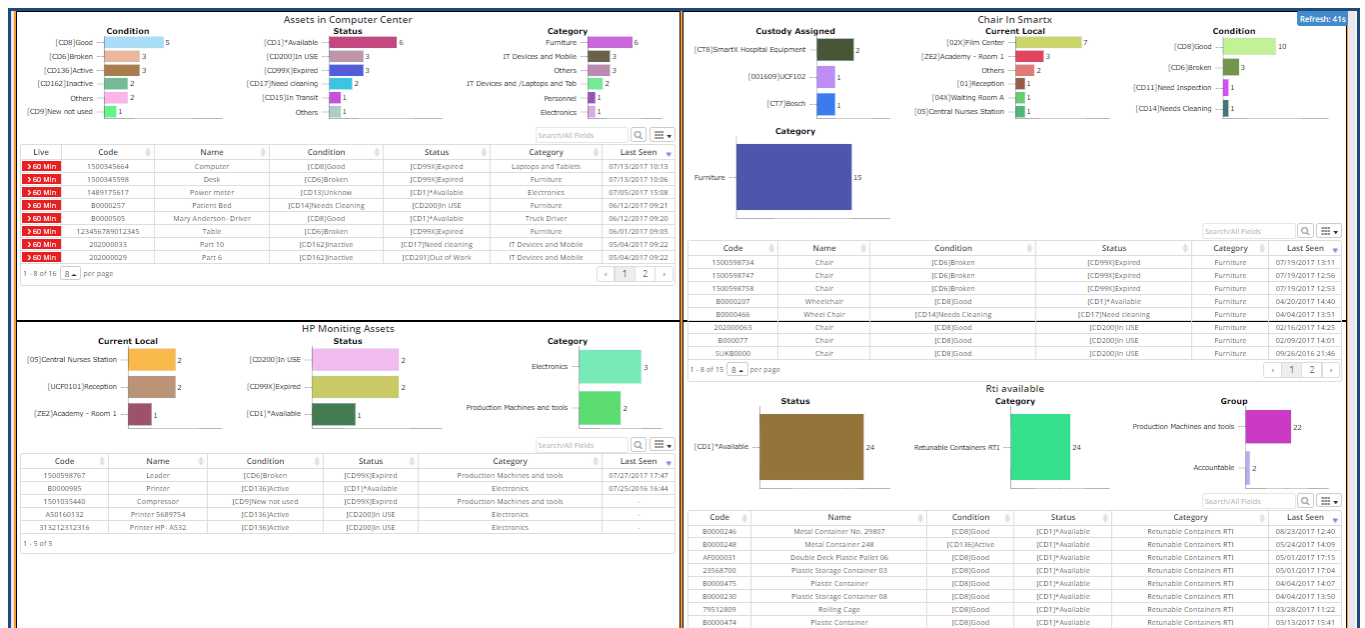 Assets in Computer Center
Condition
[CD8]Good 5
[CD6]Broken 3
[CD136]Active 3
[CD162]Inactive 2
Others 2
[CD9]New not used 1
Status
[CD1]*Available 6
[CD200]In USE 3
[CD99X]Expired 3
[CD17]Need cleaning 2
[CD15]In Transit 1
Others 1
Category
Furniture 6
IT Devices and Mobile 3
Others 3
IT Devices and /Laptops and Tab 2
Personnel 1
Electronics 1
Search/All Fields
Live Code Name Condition Status Category Last Seen
> 60 Min 1500345664 Computer [CD8]Good [CD99X]Expired Laptops and Tablets 07/13/2017 10:13
> 60 Min 1500345598 Desk [CD6]Broken [CD99X]Expired Furniture 07/13/2017 10:06
> 60 Min 1489175617 Power meter [CD13]Unknow [CD1]*Available Electronics 07/05/2017 15:08
> 60 Min B0000257 Patient Bed [CD14]Needs Cleaning [CD200]In USE Furniture 06/12/2017 09:21
> 60 Min B0000505 Mary Anderson- Driver [CD8]Good [CD1]*Available Truck Driver 06/12/2017 09:20
> 60 Min 123456789012345 Table [CD6]Broken [CD99X]Expired Furniture 06/01/2017 09:05
> 60 Min 202000033 Part 10 [CD162]Inactive [CD17]Need cleaning IT Devices and Mobile 05/04/2017 09:22
> 60 Min 202000029 Part 6 [CD162]Inactive [CD201]Out of Work IT Devices and Mobile 05/04/2017 09:22
1 - 8 of 16 8 per page ‹ 1 2 ›
HP Moniting Assets
Current Local
[05]Central Nurses Station 2
[UCF0101]Reception 2
[ZE2]Academy - Room 1 1
Status
[CD200]In USE 2
[CD99X]Expired 2
[CD1]*Available 1
Category
Electronics 3
Production Machines and tools 2
Search/All Fields
Code Name Condition Status Category Last Seen
1500598767 Leader [CD6]Broken [CD99X]Expired Production Machines and tools 07/27/2017 17:47
B0000985 Printer [CD136]Active [CD1]*Available Electronics 07/25/2016 16:44
1501035440 Compressor [CD9]New not used [CD99X]Expired Production Machines and tools -
A50160132 Printer 5689754 [CD136]Active [CD200]In USE Electronics -
313212312316 Printer HP- A532 [CD136]Active [CD200]In USE Electronics -
1 - 5 of 5
Chair In Smartx
Refresh: 41s
Custody Assigned
[CT8]SmartX Hospital Equipment 2
[001609]UCF102 1
[CT7]Bosch 1
Current Local
[02X]Film Center 7
[ZE2]Academy - Room 1 3
Others 2
[01]Reception 1
[04X]Waiting Room A 1
[05]Central Nurses Station 1
Condition
[CD8]Good 10
[CD6]Broken 3
[CD11]Need Inspection 1
[CD14]Needs Cleaning 1
Category
Furniture 15
Search/All Fields
Code Name Condition Status Category Last Seen
1500598734 Chair [CD6]Broken [CD99X]Expired Furniture 07/19/2017 13:11
1500598747 Chair [CD6]Broken [CD99X]Expired Furniture 07/19/2017 12:56
1500598758 Chair [CD6]Broken [CD99X]Expired Furniture 07/19/2017 12:53
B0000207 Wheelchair [CD8]Good [CD1]*Available Furniture 04/20/2017 14:40
B0000466 Wheel Chair [CD14]Needs Cleaning [CD17]Need cleaning Furniture 04/04/2017 13:51
202000063 Chair [CD8]Good [CD200]In USE Furniture 02/16/2017 14:25
B000077 Chair [CD8]Good [CD200]In USE Furniture 02/09/2017 14:01
SUKB0000 Chair [CD8]Good [CD200]In USE Furniture 09/26/2016 21:46
1 - 8 of 15 8 per page ‹ 1 2 ›
Rti available
Status
[CD1]*Available 24
Category
Retunable Containers RTI 24
Group
Production Machines and tools 22
Accountable 2
Search/All Fields
Code Name Condition Status Category Last Seen
B0000246 Metal Container No. 29807 [CD8]Good [CD1]*Available Retunable Containers RTI 08/23/2017 12:40
B0000248 Metal Container 248 [CD136]Active [CD1]*Available Retunable Containers RTI 05/24/2017 14:09
AF000031 Double Deck Plastic Pallet 06 [CD8]Good [CD1]*Available Retunable Containers RTI 05/01/2017 17:15
23568700 Plastic Storage Container 03 [CD8]Good [CD1]*Available Retunable Containers RTI 05/01/2017 17:04
B0000475 Plastic Container [CD8]Good [CD1]*Available Retunable Containers RTI 04/04/2017 14:07
B0000230 Plastic Storage Container 08 [CD8]Good [CD1]*Available Retunable Containers RTI 04/04/2017 13:50
79512809 Rolling Cage [CD8]Good [CD1]*Available Retunable Containers RTI 03/28/2017 11:22
B0000474 Plastic Container [CD8]Good [CD1]*Available Retunable Containers RTI 03/13/2017 15:41